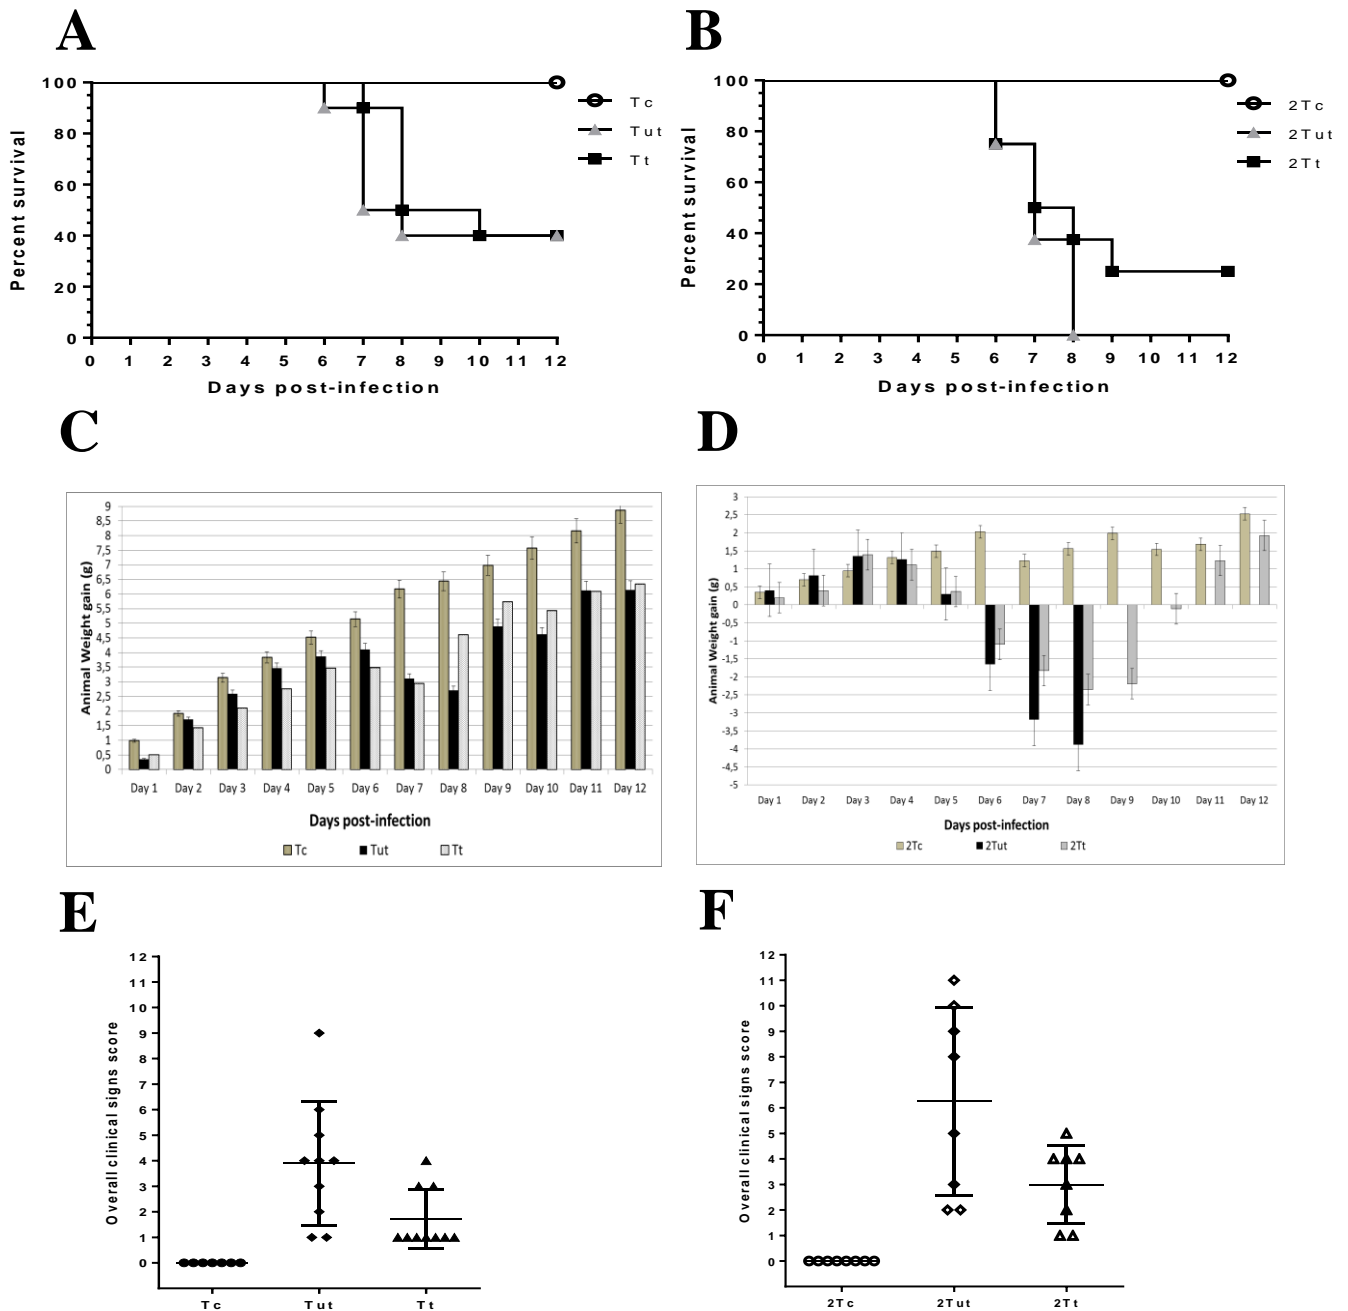 A
B
100
80
60
40
20
0
Percent survival
0 1 2 3 4 5 6 7 8 9 10 11 12
Days post-infection
Tc
Tut
Tt
100
80
60
40
20
0
Percent survival
0 1 2 3 4 5 6 7 8 9 10 11 12
Days post-infection
2Tc
2Tut
2Tt
C
D
9
8,5
8
7,5
7
6,5
6
5,5
5
4,5
4
3,5
3
2,5
2
1,5
1
0,5
0
Animal Weight gain (g)
Day 1 Day 2 Day 3 Day 4 Day 5 Day 6 Day 7 Day 8 Day 9 Day 10 Day 11 Day 12
Days post-infection
Tc Tut Tt
3
2,5
2
1,5
1
0,5
0
-0,5
-1
-1,5
-2
-2,5
-3
-3,5
-4
-4,5
-5
Animal Weight gain (g)
Day 1 Day 2 Day 3 Day 4 Day 5 Day 6 Day 7 Day 8 Day 9 Day 10 Day 11 Day 12
Days post-infection
2Tc 2Tut 2Tt
E
F
12
11
10
9
8
7
6
5
4
3
2
1
0
Overall clinical signs score
Tc Tut Tt
12
11
10
9
8
7
6
5
4
3
2
1
0
Overall clinical signs score
2Tc 2Tut 2Tt